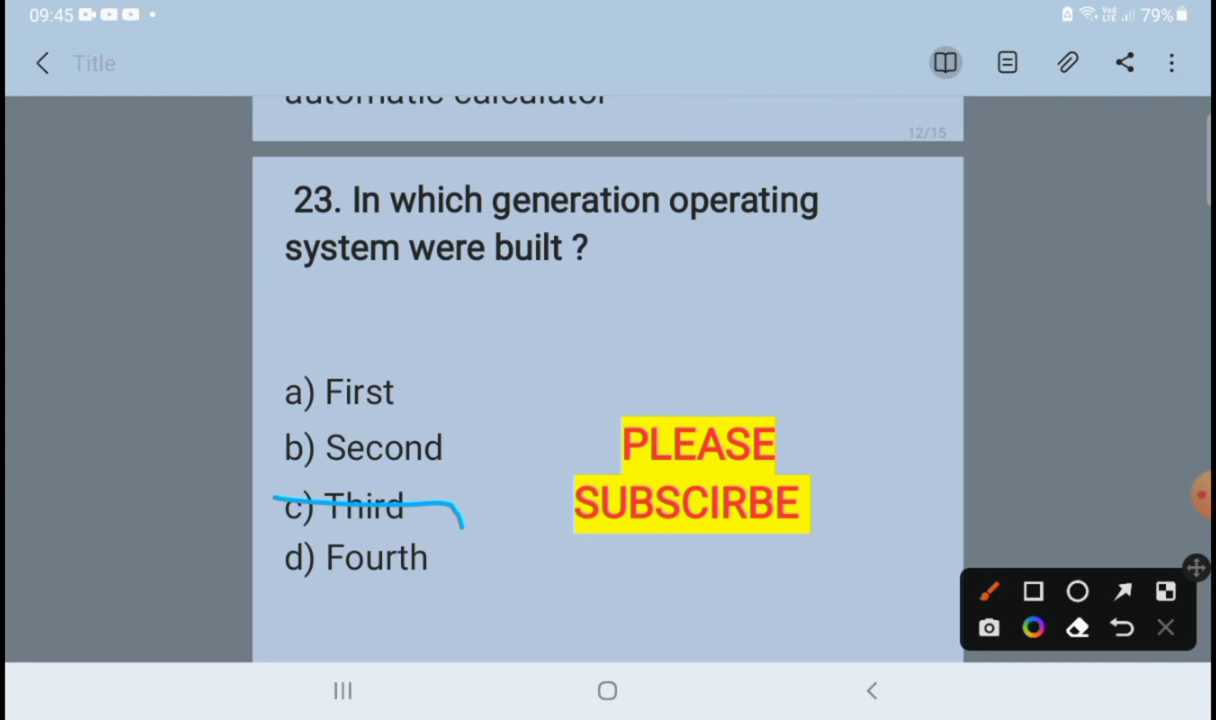 09:45
VoLTE 79%
Title
automatic calculator
12/15
23. In which generation operating
system were built ?
a) First
b) Second
c) Third
d) Fourth
PLEASE
SUBSCIRBE